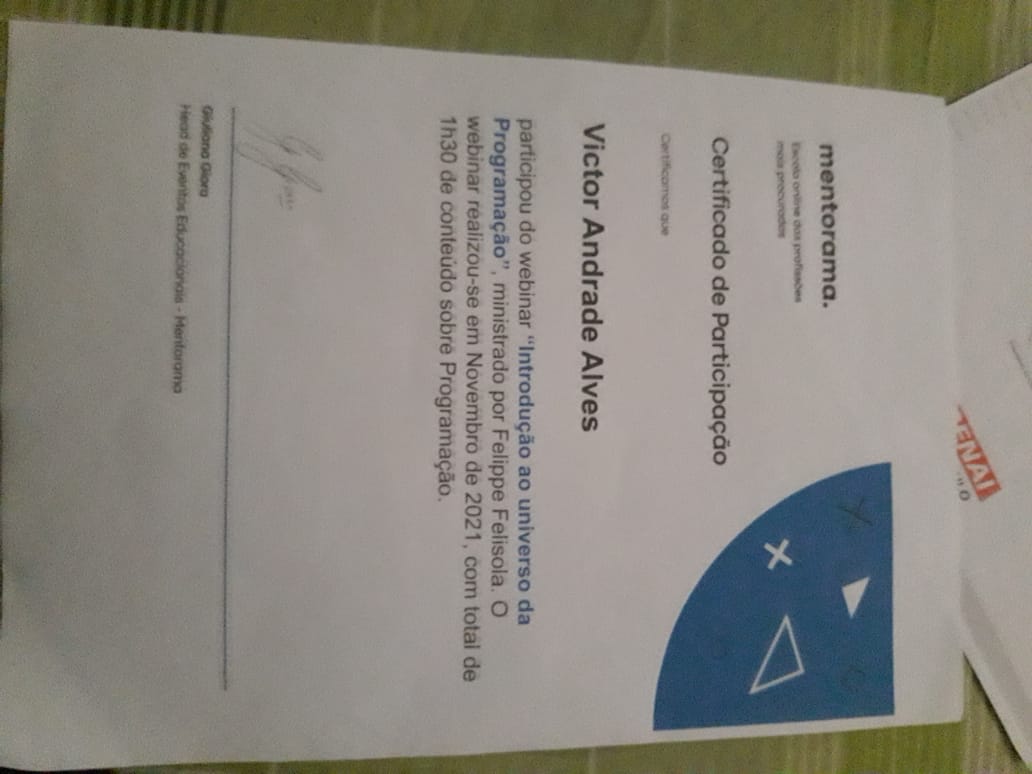 ENAI
mentorama.
Escola online das profissões
mais procuradas
Certificado de Participação
Certificamos que
Victor Andrade Alves
participou do webinar “Introdução ao universo da
Programação”, ministrado por Felippe Felisola. O
webinar realizou-se em Novembro de 2021, com total de
1h30 de conteúdo sobre Programação.
Giuliana Giora
Head de Eventos Educacionais - Mentorama